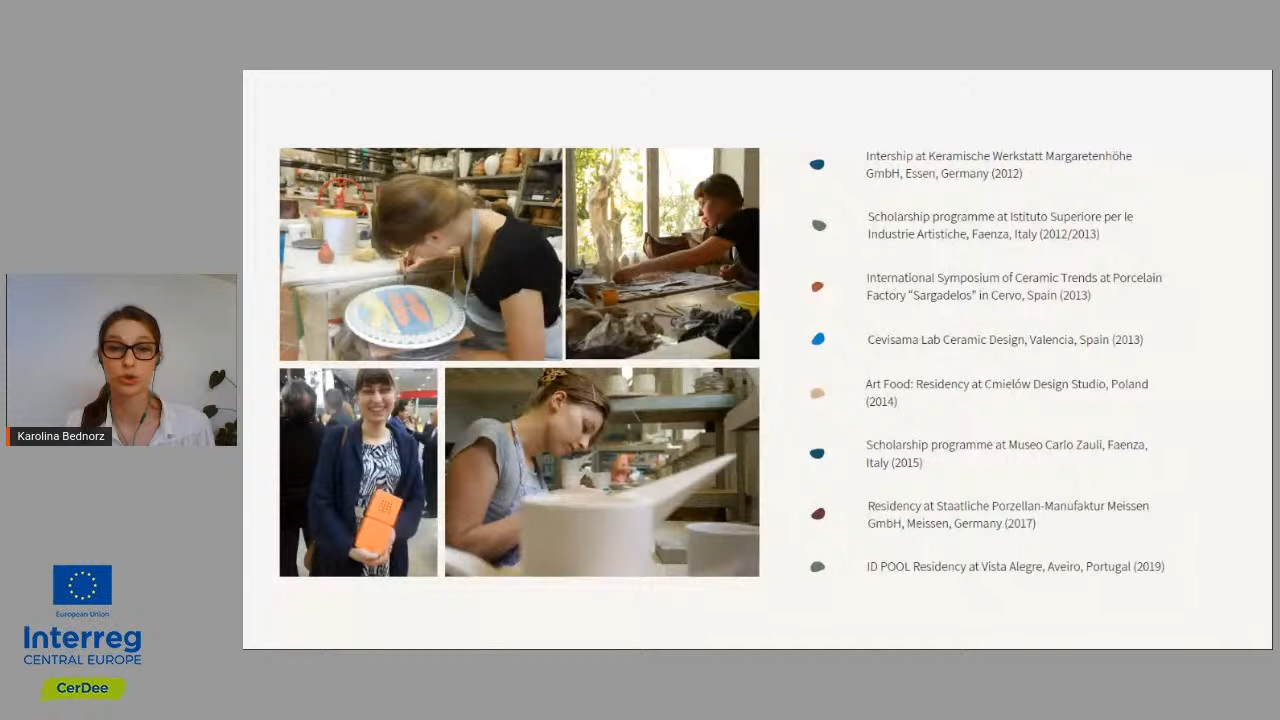 Intership at Keramische Werkstatt Margaretenhöhe
GmbH, Essen, Germany (2012)
Scholarship programme at Istituto Superiore per le
Industrie Artistiche, Faenza, Italy (2012/2013)
International Symposium of Ceramic Trends at Porcelain
Factory “Sargadelos” in Cervo, Spain (2013)
Cevisama Lab Ceramic Design, Valencia, Spain (2013)
Art Food: Residency at Cmielów Design Studio, Poland
(2014)
Scholarship programme at Museo Carlo Zauli, Faenza,
Italy (2015)
Residency at Staatliche Porzellan-Manufaktur Meissen
GmbH, Meissen, Germany (2017)
ID POOL Residency at Vista Alegre, Aveiro, Portugal (2019)
Karolina Bednorz
European Union
Interreg
CENTRAL EUROPE
CerDee